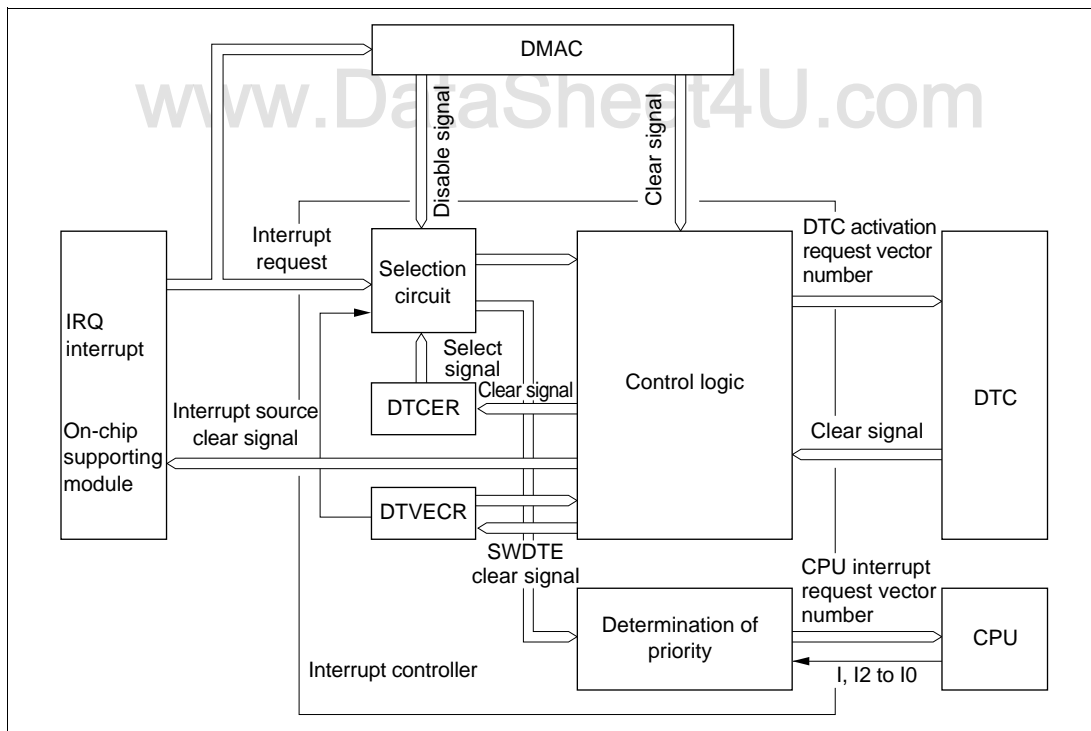 DMAC
www.DataSheet4U.com
Disable signal
Clear signal
Interrupt
request
Selection
circuit
DTC activation
request vector
number
IRQ
interrupt
On-chip
supporting
module
Select
signal
DTCER
Clear signal
Control logic
DTC
Interrupt source
clear signal
Clear signal
DTVECR
SWDTE
clear signal
CPU interrupt
request vector
number
Determination of
priority
CPU
I, I2 to I0
Interrupt controller